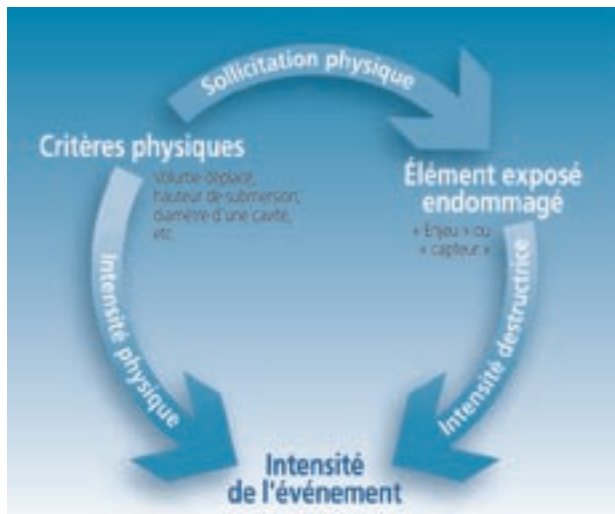 Sollicitation physique
Critères physiques
Volume déplacé,
hauteur de submersion,
diamètre d'une cavité,
etc.
Élément exposé
endommagé
« Enjeu » ou
« capteur »
Intensité physique
Intensité destructrice
Intensité
de l'événement